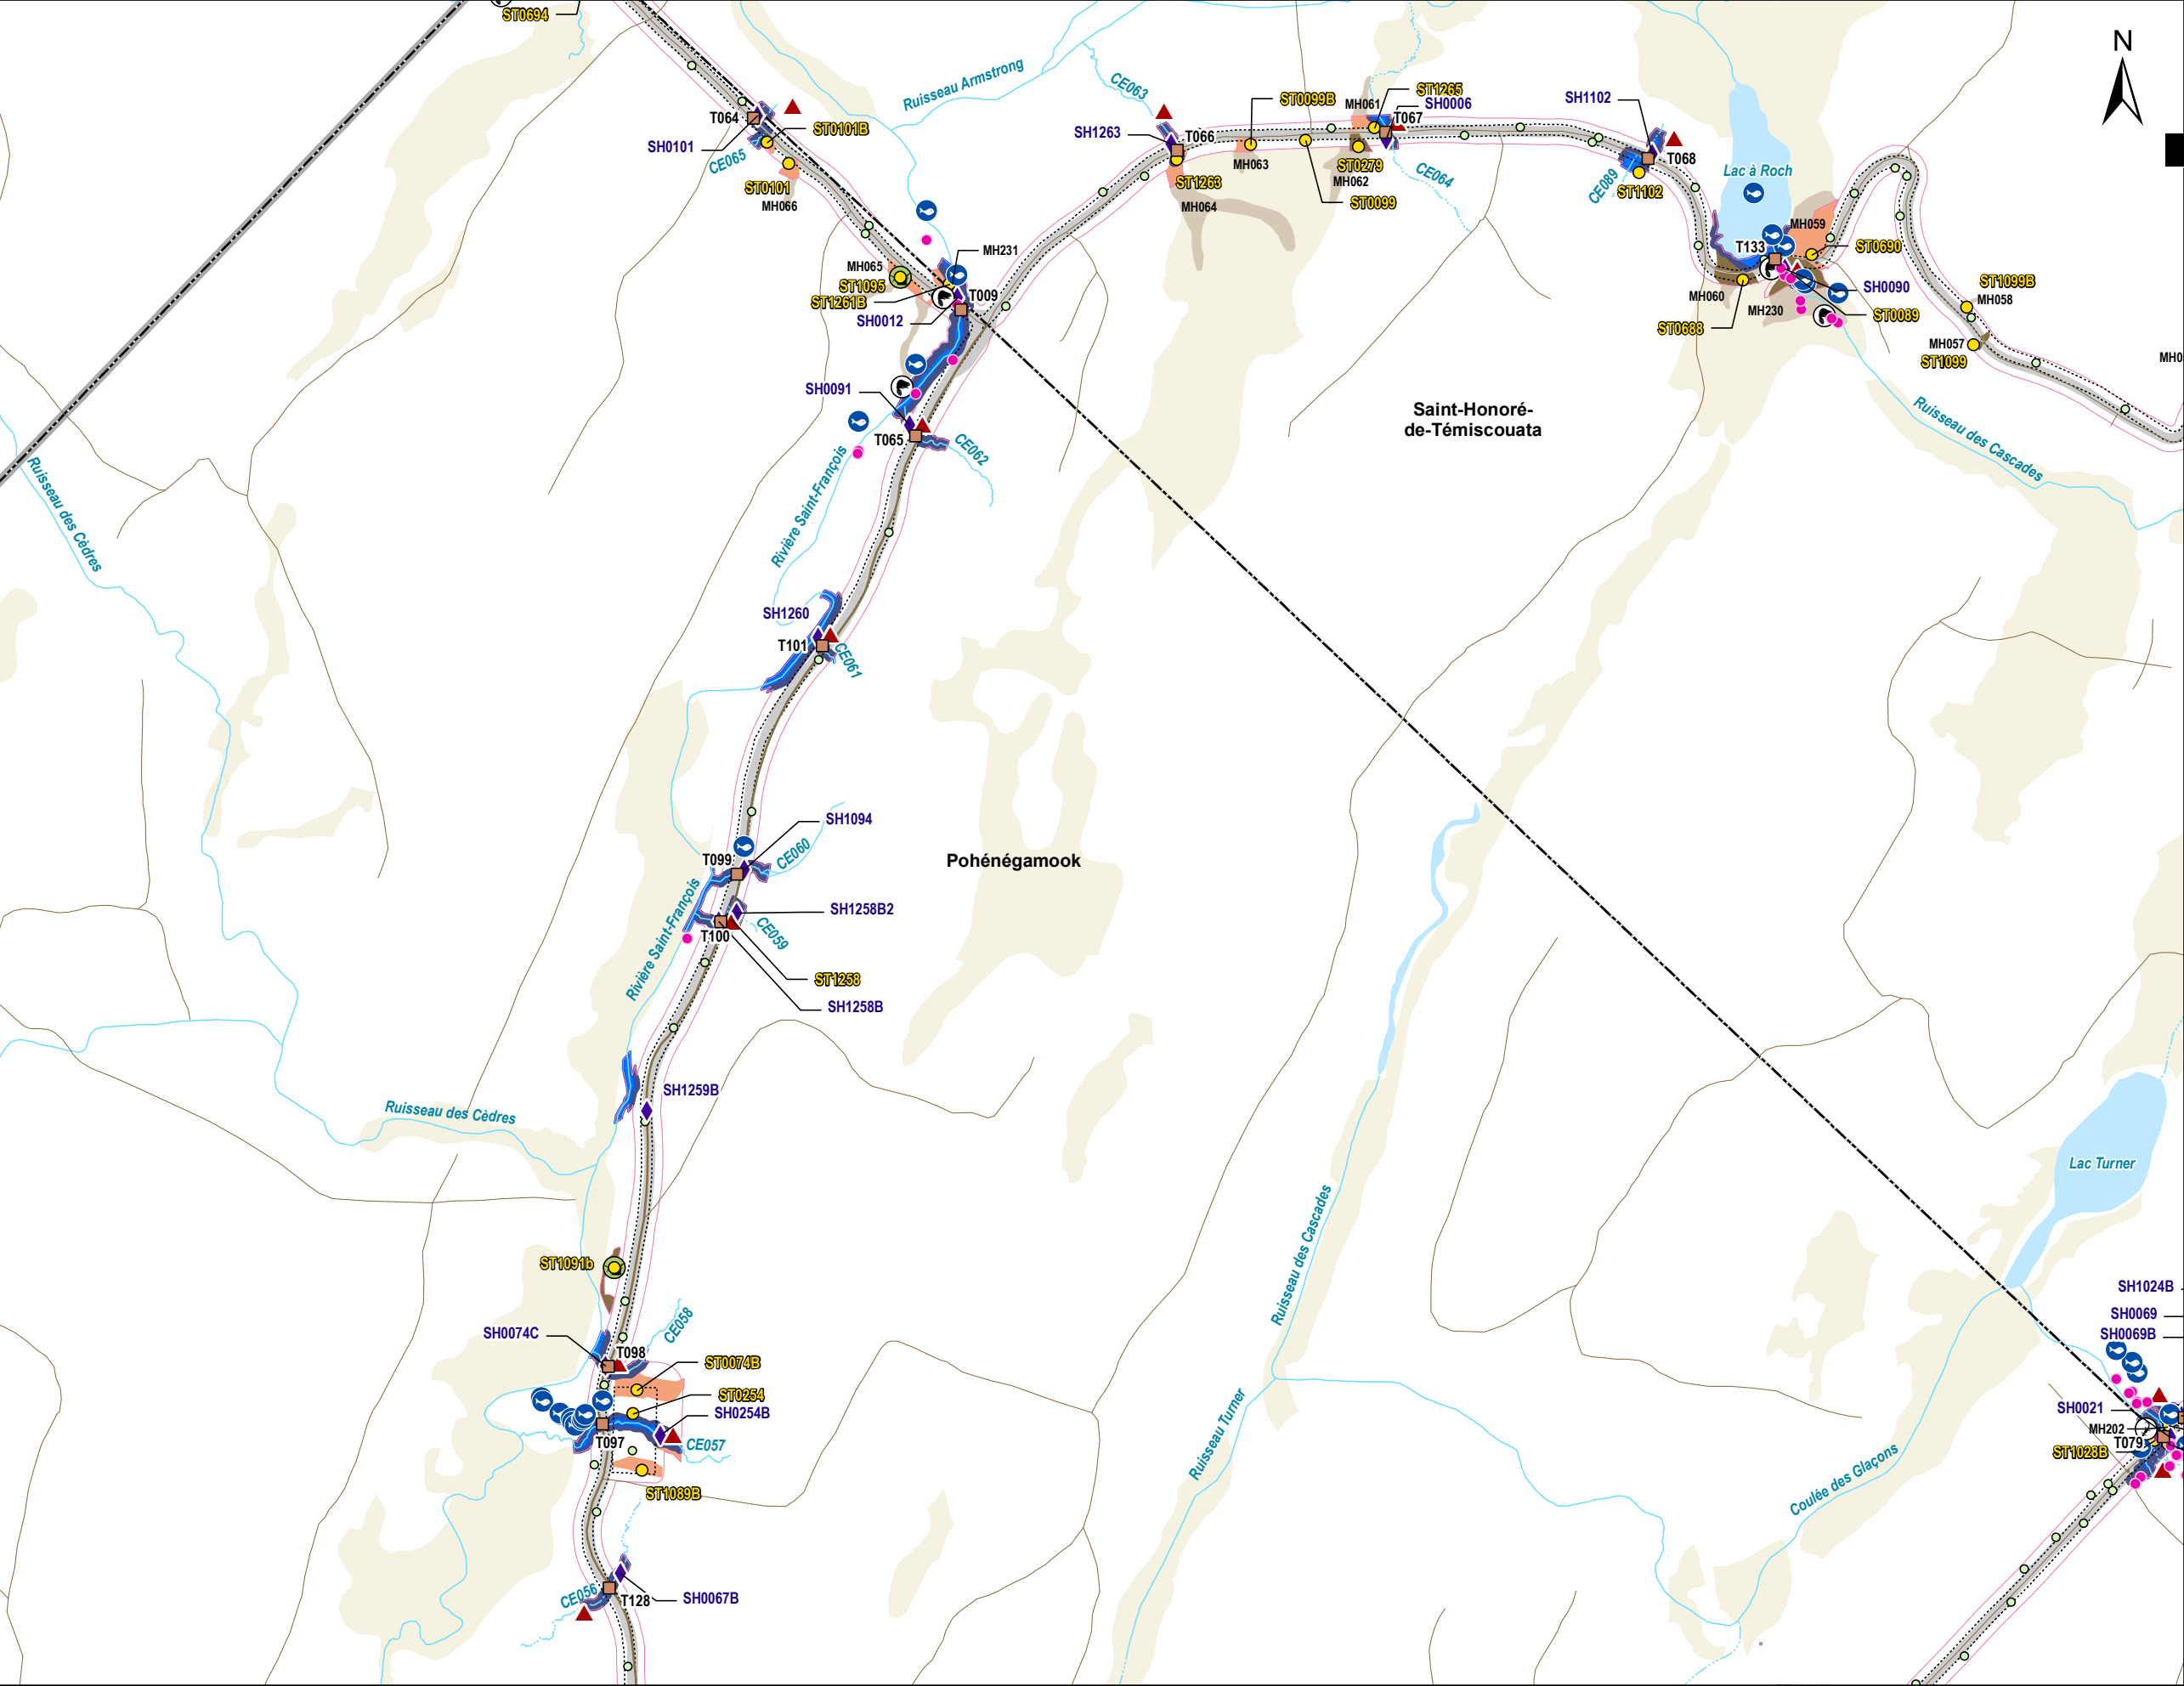 ST0694
N
Ruisseau Armstrong
CE063
ST0099B
MH061
ST1265
SH0006
SH1102
T064
ST0101B
SH0101
CE065
SH1263
T066
T067
T068
ST0101
MH066
MH063
ST0279
MH062
CE064
ST0099
ST1263
MH064
CE089
ST1102
Lac à Roch
MH059
T133
ST0690
MH231
MH065
ST1095
ST1261B
T009
SH0012
MH060
MH230
SH0090
ST0089
ST0688
ST1099B
MH058
MH057
ST1099
MH0
SH0091
T065
CE062
Rivière Saint-François
Saint-Honoré-
de-Témiscouata
Ruisseau des Cascades
Ruisseau des Cèdres
SH1260
T101
CE061
SH1094
T099
CE060
Pohénégamook
SH1258B2
T100
CE059
Rivière Saint-François
ST1258
SH1258B
SH1259B
Ruisseau des Cèdres
Lac Turner
Ruisseau des Cascades
ST1091b
CE058
SH0074C
T098
ST0074B
ST0254
SH0254B
T097
CE057
ST1089B
CE056
T128
SH0067B
Ruisseau Turner
Coulée des Glaçons
SH1024B
SH0069
SH0069B
SH0021
MH202
T079
ST1028B